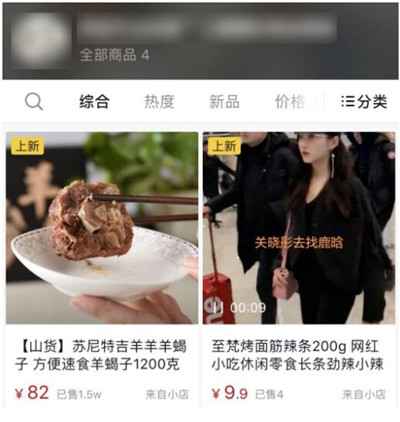 全部商品 4
综合 热度 新品 价格 分类
上新
【山货】苏尼特吉羊羊羊蝎
子 方便速食羊蝎子1200克
¥ 82 已售1.5w 来自小店
上新
关晓彤去找鹿晗
00:09
至梵烤面筋辣条200g 网红
小吃休闲零食长条劲辣小辣
¥ 9.9 已售4 来自小店